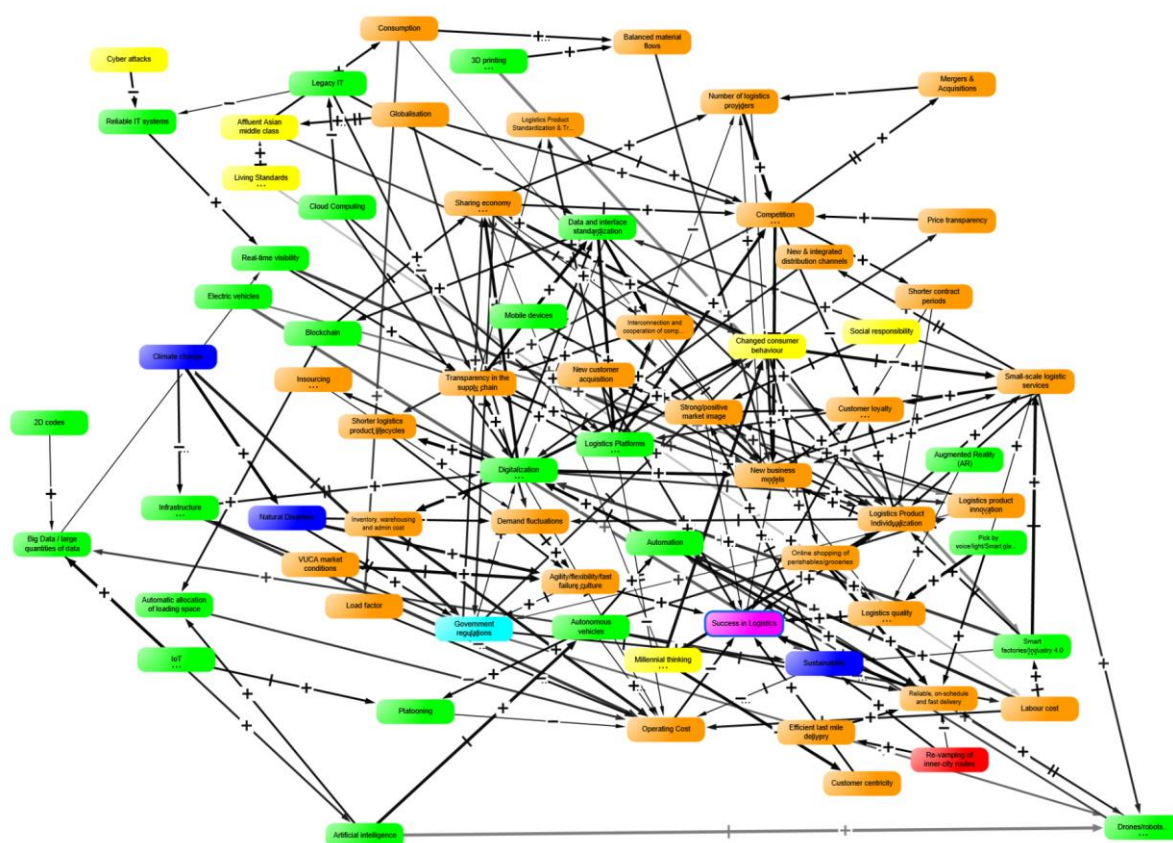 Consumption
Balanced material
flows
Cyber attacks
3D printing
...
Legacy IT
Mergers &
Acquisitions
Number of logistics
providers
Reliable IT systems
Affluent Asian
middle class
Globalisation
Logistics Product
Standardization & Tr...
Living Standards
...
Cloud Computing
Sharing economy
...
Data and interface
standardization
Competition
...
Price transparency
Real-time visibility
New & integrated
distribution channels
Electric vehicles
Shorter contract
periods
Blockchain
Mobile devices
Interconnection and
cooperation of comp...
Social responsibility
Changed consumer
behaviour
Climate change
Insourcing
...
Transparency in the
supply chain
New customer
acquisition
Small-scale logistic
services
2D codes
Shorter logistics
product lifecycles
Strong/positive
market image
Customer loyalty
...
Logistics Platforms
...
Augmented Reality
(AR)
Digitalization
...
New business
models
Infrastructure
...
Natural Disasters
Inventory, warehousing
and admin cost
Demand fluctuations
Logistics Product
Individualization
Logistics product
innovation
...
Big Data / large
quantities of data
Automation
Pick by
voice/light/Smart gla...
VUCA market
conditions
Online shopping of
perishables/groceries
Agility/flexibility/fast
failure culture
Automatic allocation
of loading space
Load factor
Government
regulations
Autonomous
vehicles
Success in Logistics
Logistics quality
...
Smart
factories/Industry 4.0
IoT
...
Millennial thinking
Sustainability
Platooning
Operating Cost
Reliable, on-schedule
and fast delivery
Labour cost
Efficient last mile
delivery
Re-vamping of
inner-city routes
Customer centricity
Artificial intelligence
Drones/robots..
...